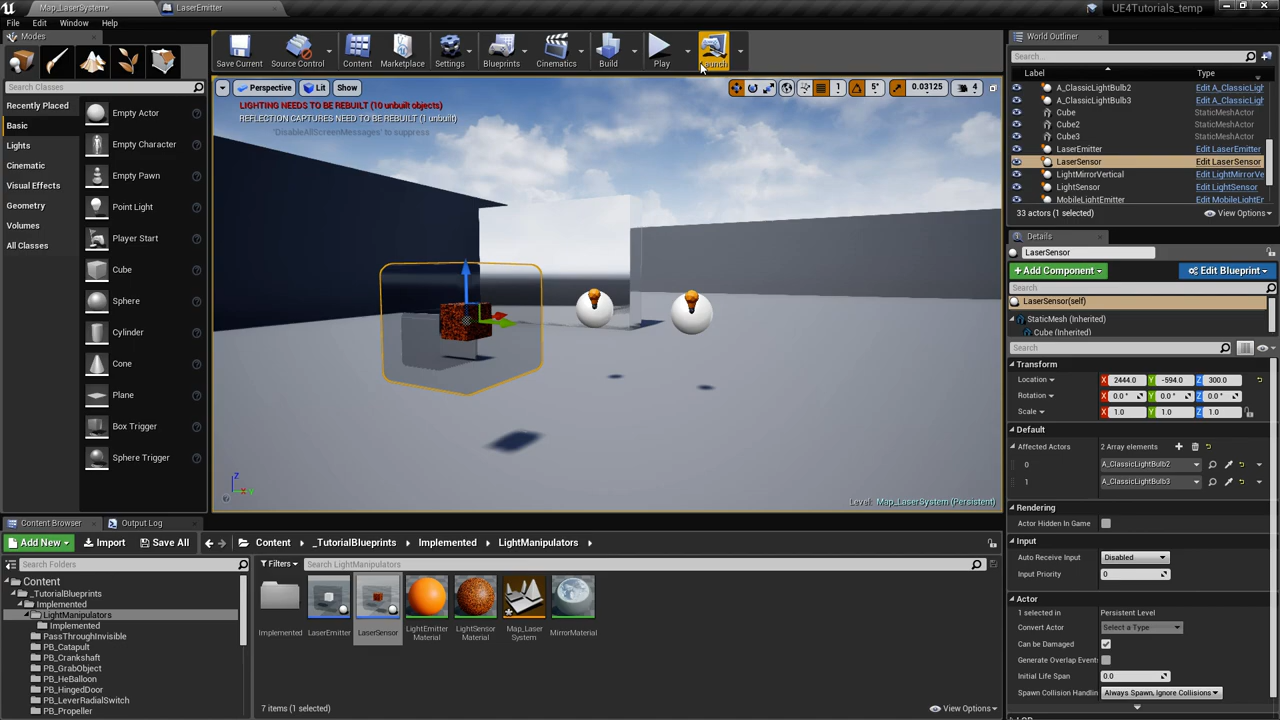 Map_LaserSystem*
LaserEmitter
UE4Tutorials_temp
File Edit Window Help
Modes
Search Classes
Recently Placed
Basic
Lights
Cinematic
Visual Effects
Geometry
Volumes
All Classes
Empty Actor
Empty Character
Empty Pawn
Point Light
Player Start
Cube
Sphere
Cylinder
Cone
Plane
Box Trigger
Sphere Trigger
Save Current Source Control Content Marketplace Settings Blueprints Cinematics Build Play Launch
Perspective Lit Show
1 5° 0.03125 4
LIGHTING NEEDS TO BE REBUILT (10 unbuilt objects)
REFLECTION CAPTURES NEED TO BE REBUILT (1 unbuilt)
'DisableAllScreenMessages' to suppress
Level: Map_LaserSystem (Persistent)
World Outliner
Search...
Label Type
A_ClassicLightBulb2 Edit A_ClassicLigh
A_ClassicLightBulb3 Edit A_ClassicLigh
Cube StaticMeshActor
Cube2 StaticMeshActor
Cube3 StaticMeshActor
LaserEmitter Edit LaserEmitter
LaserSensor Edit LaserSensor
LightMirrorVertical Edit LightMirrorVe
LightSensor Edit LightSensor
MobileLightEmitter Edit MobileLightEr
33 actors (1 selected) View Options
Details
LaserSensor
+Add Component Edit Blueprint
Search
LaserSensor(self)
StaticMesh (Inherited)
Cube (Inherited)
Search
Transform
Location X 2444.0 Y -594.0 Z 300.0
Rotation X 0.0° Y 0.0° Z 0.0°
Scale X 1.0 Y 1.0 Z 1.0
Default
Affected Actors 2 Array elements
0 A_ClassicLightBulb2
1 A_ClassicLightBulb3
Rendering
Actor Hidden In Game
Input
Auto Receive Input Disabled
Input Priority 0
Actor
1 selected in Persistent Level
Convert Actor Select a Type
Can be Damaged
Generate Overlap Events
Initial Life Span 0.0
Spawn Collision Handlin Always Spawn, Ignore Collisions
Content Browser Output Log
Add New Import Save All Content _TutorialBlueprints Implemented LightManipulators
Search Folders
Filters Search LightManipulators
Content
_TutorialBlueprints
Implemented
LightManipulators
Implemented
PassThroughInvisible
PB_Catapult
PB_Crankshaft
PB_GrabObject
PB_HeBalloon
PB_HingedDoor
PB_LeverRadialSwitch
PB_Propeller
Implemented
LaserEmitter
LaserSensor
LightEmitter
Material
LightSensor
Material
Map_Laser
System
MirrorMaterial
7 items (1 selected) View Options